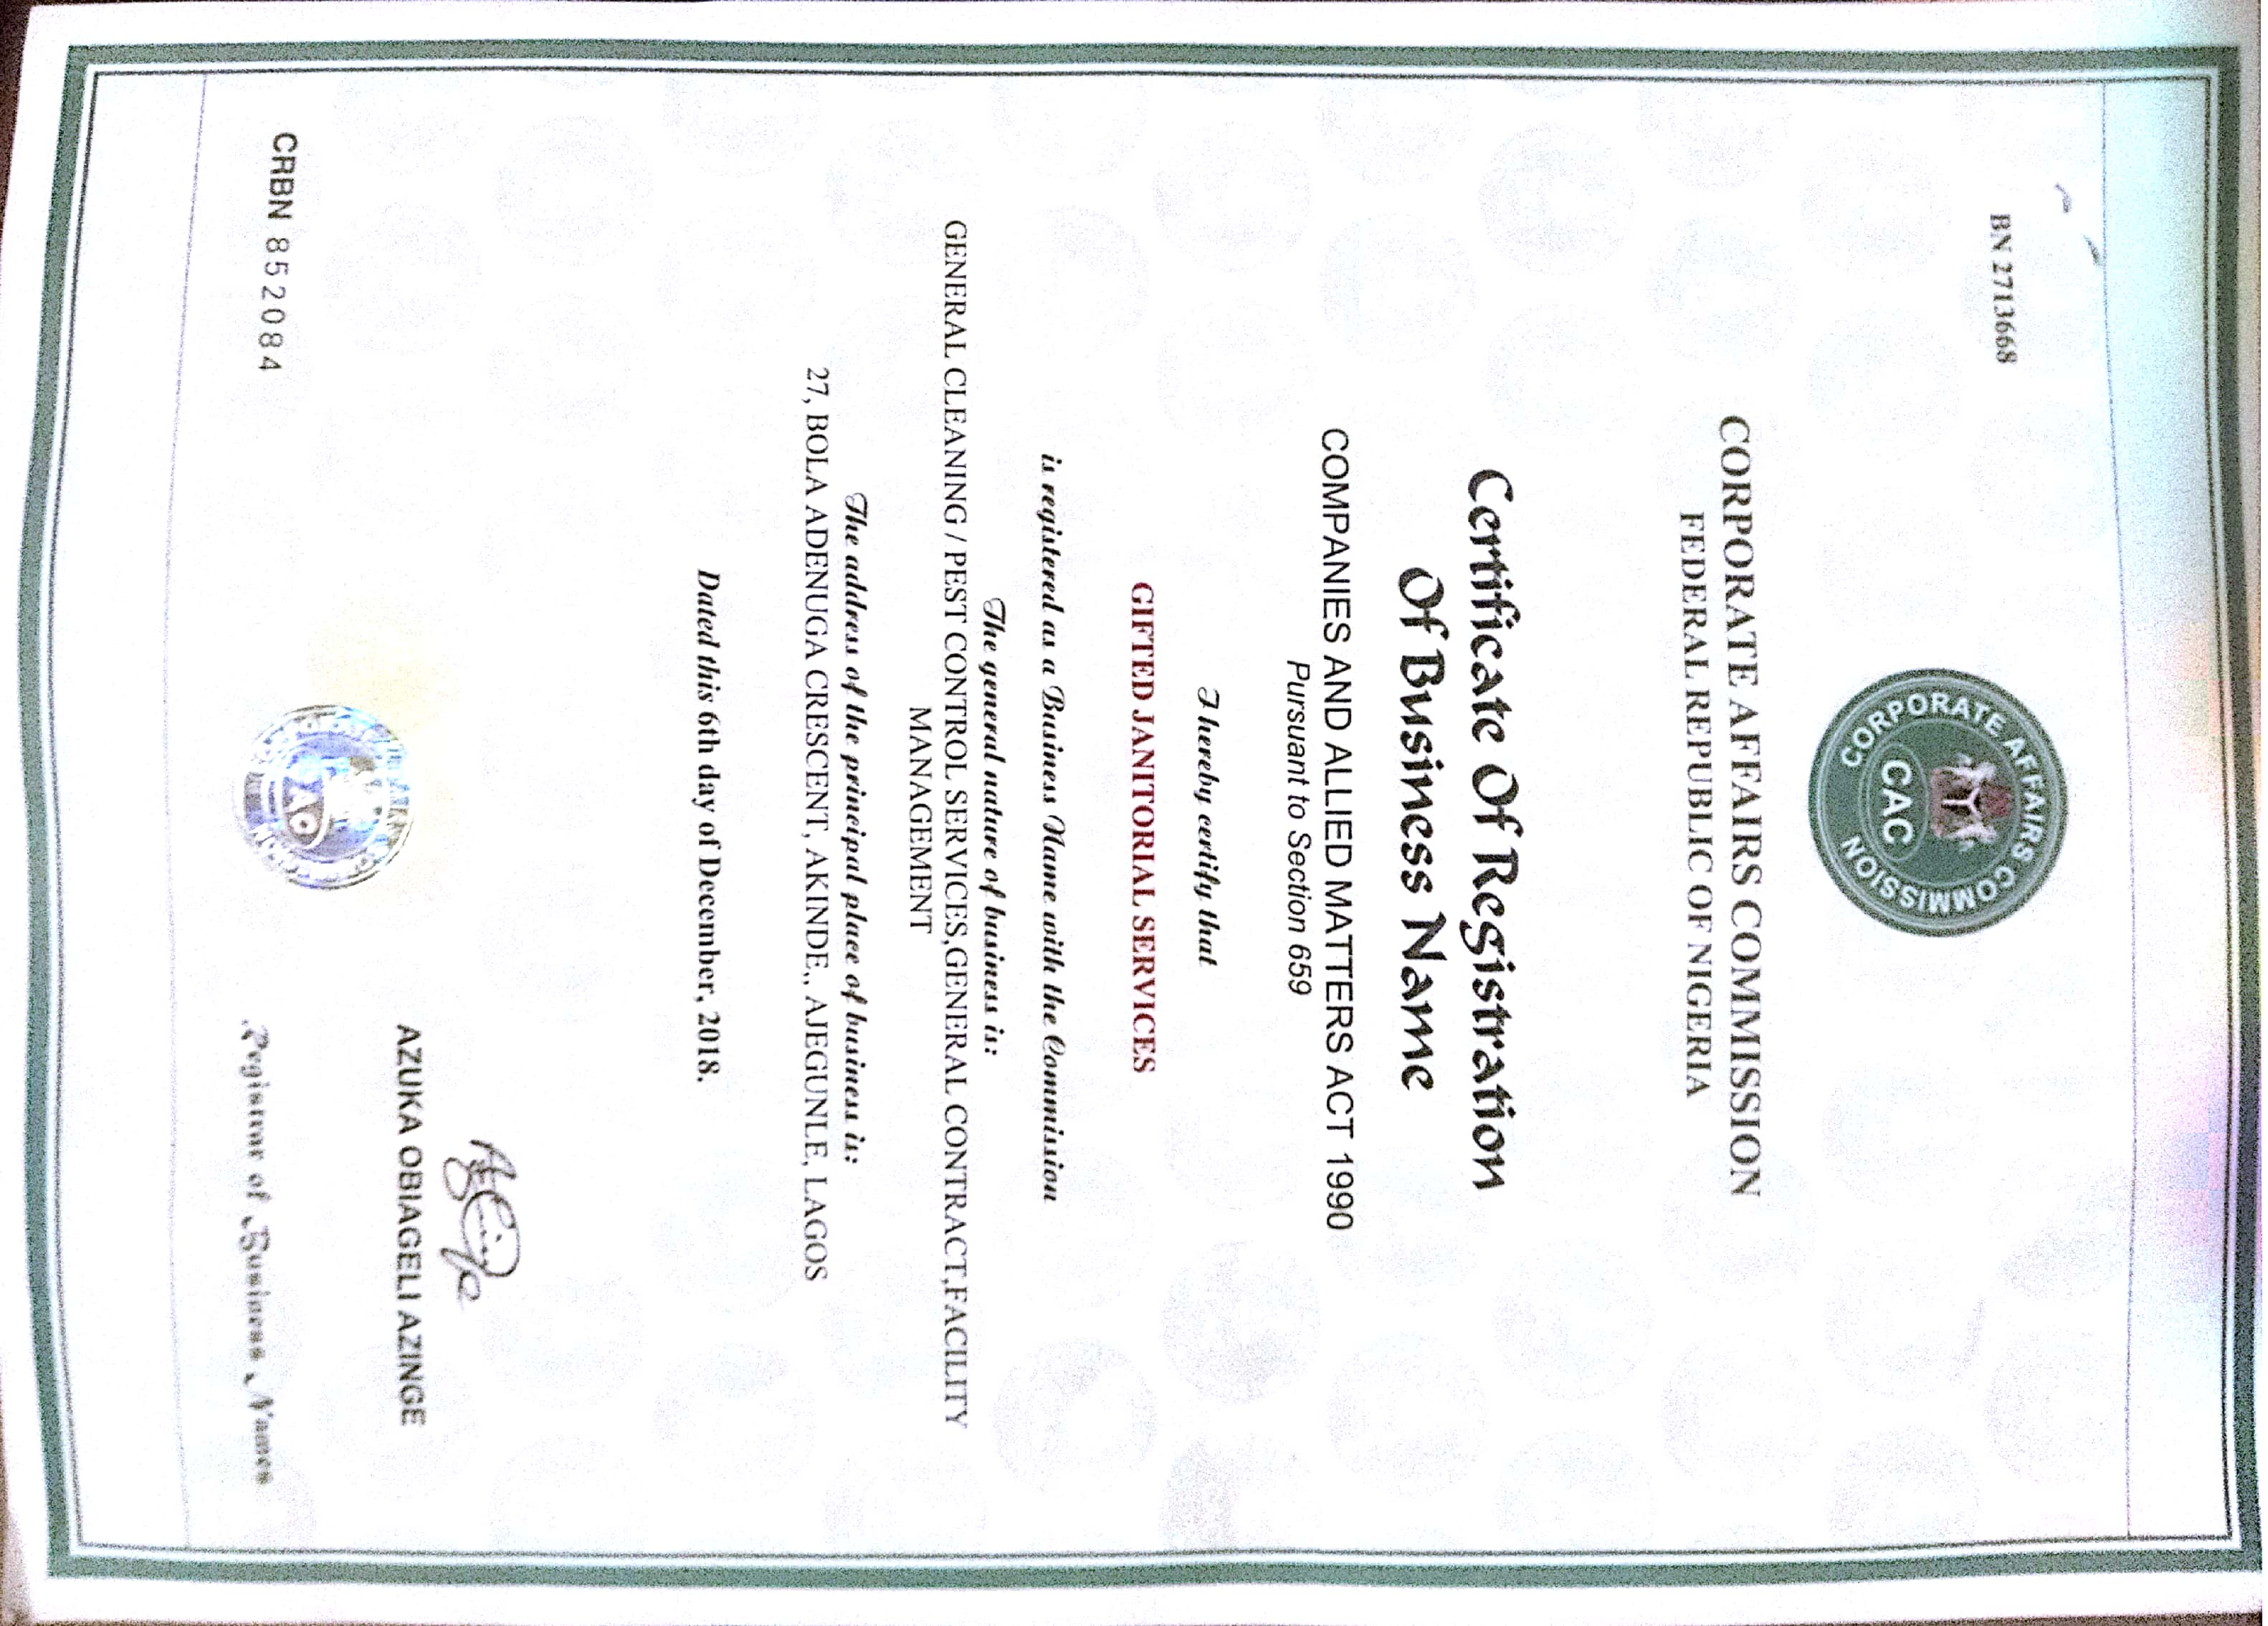 BN 2713668
CORPORATE AFFAIRS COMMISSION
CAC
CORPORATE AFFAIRS COMMISSION
FEDERAL REPUBLIC OF NIGERIA
Certificate Of Registration
Of Business Name
COMPANIES AND ALLIED MATTERS ACT 1990
Pursuant to Section 659
I hereby certify that
GIFTED JANITORIAL SERVICES
is registered as a Business Name with the Commission
The general nature of business is:
GENERAL CLEANING / PEST CONTROL SERVICES,GENERAL CONTRACT,FACILITY
MANAGEMENT
The address of the principal place of business is:
27, BOLA ADENUGA CRESCENT, AKINDE,, AJEGUNLE, LAGOS
Dated this 6th day of December, 2018.
AZUKA OBIAGELI AZINGE
Registrar of Business Names
CRBN 852084